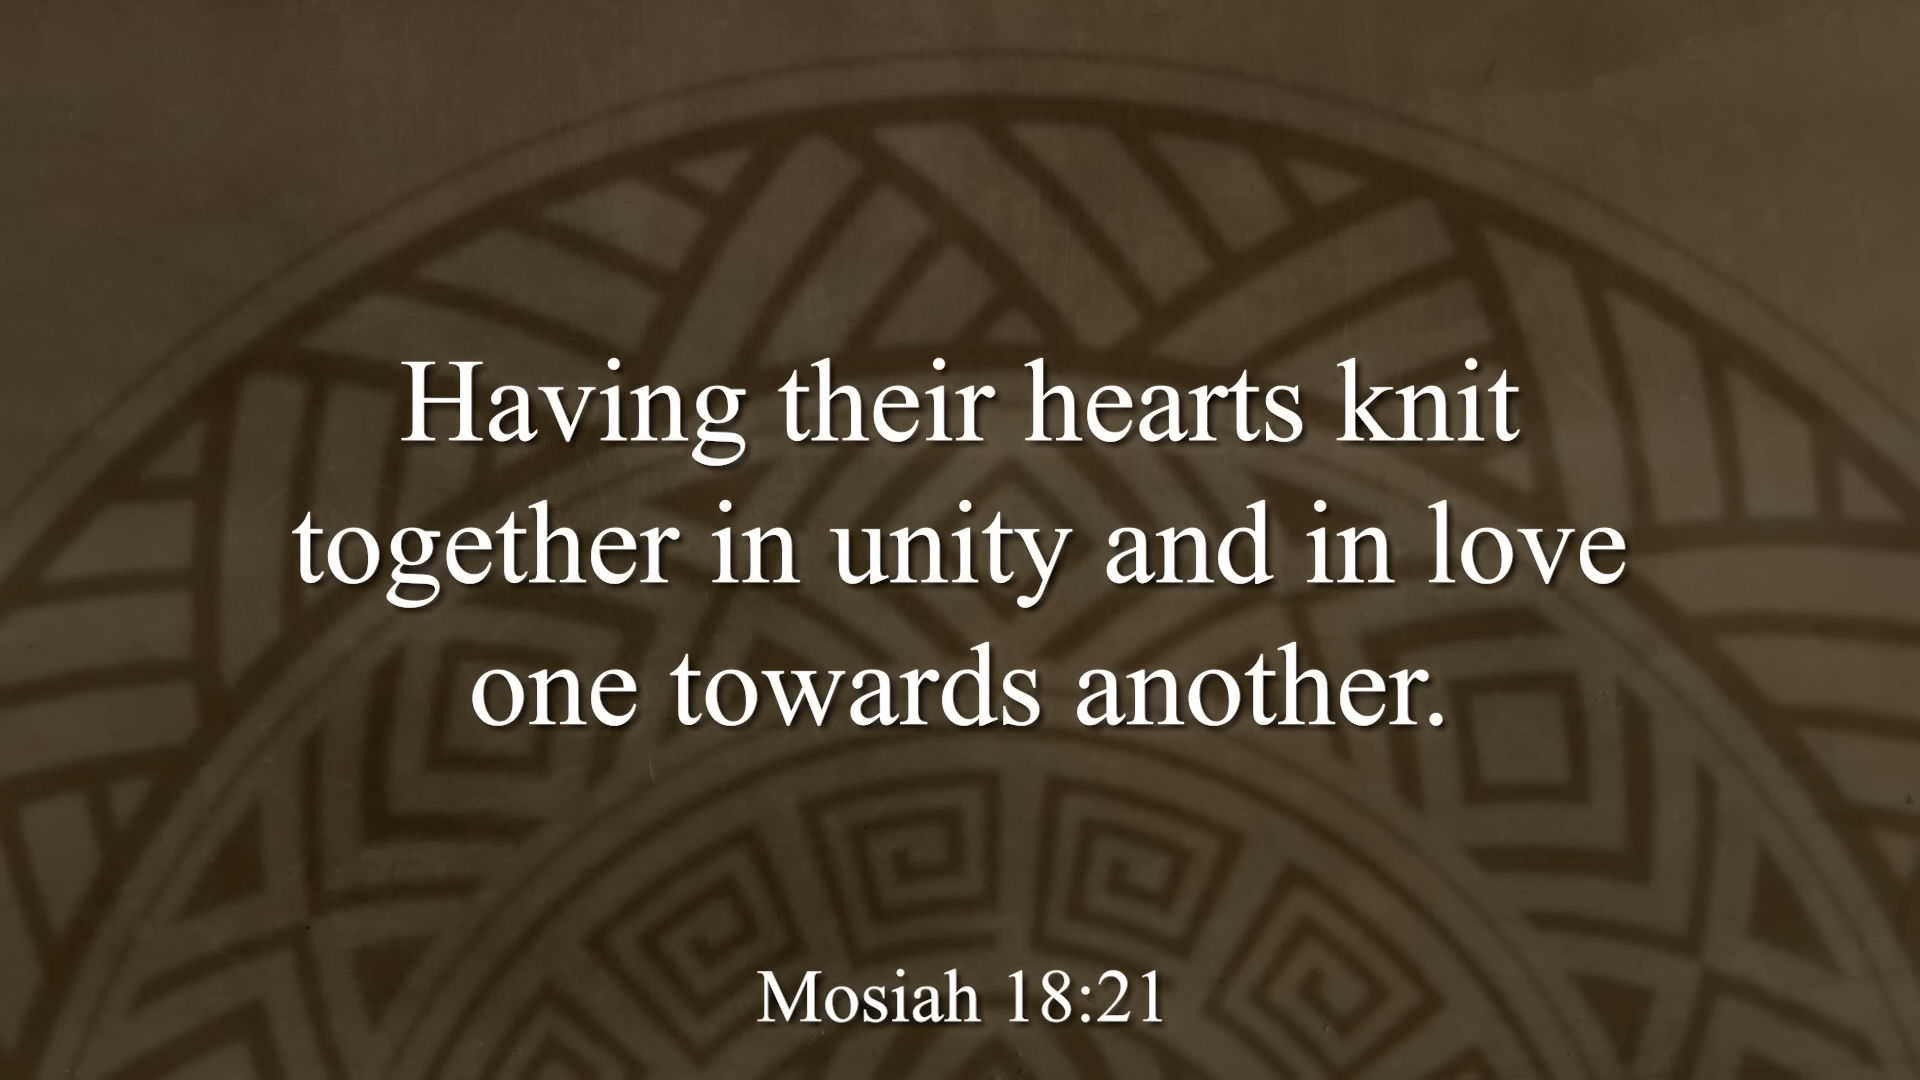 Having their hearts knit
together in unity and in love
one towards another.
Mosiah 18:21